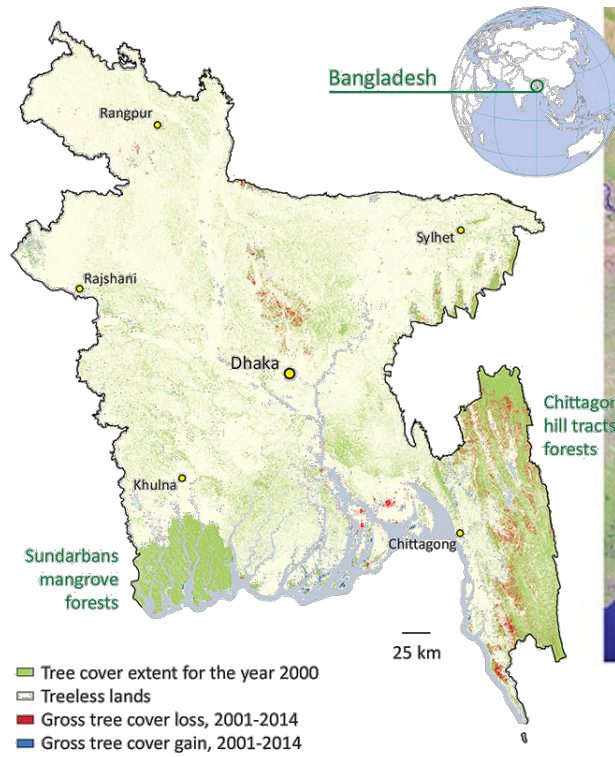 Bangladesh
Rangpur
Sylhet
Rajshani
Dhaka
Chittagon
hill tracts
forests
Khulna
Chittagong
Sundarbans
mangrove
forests
25 km
Tree cover extent for the year 2000
Treeless lands
Gross tree cover loss, 2001-2014
Gross tree cover gain, 2001-2014